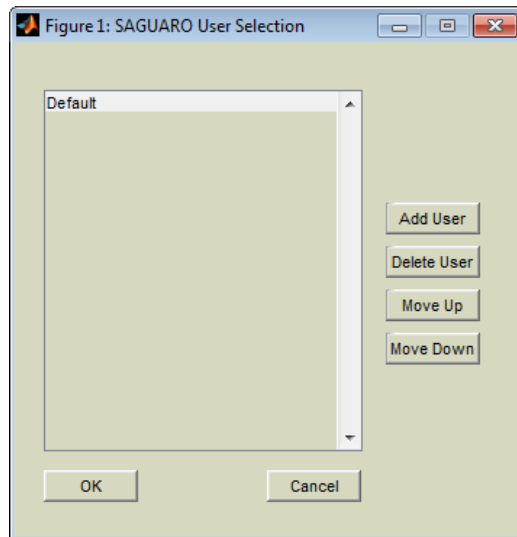 Figure 1: SAGUARO User Selection
Default
Add User
Delete User
Move Up
Move Down
OK
Cancel